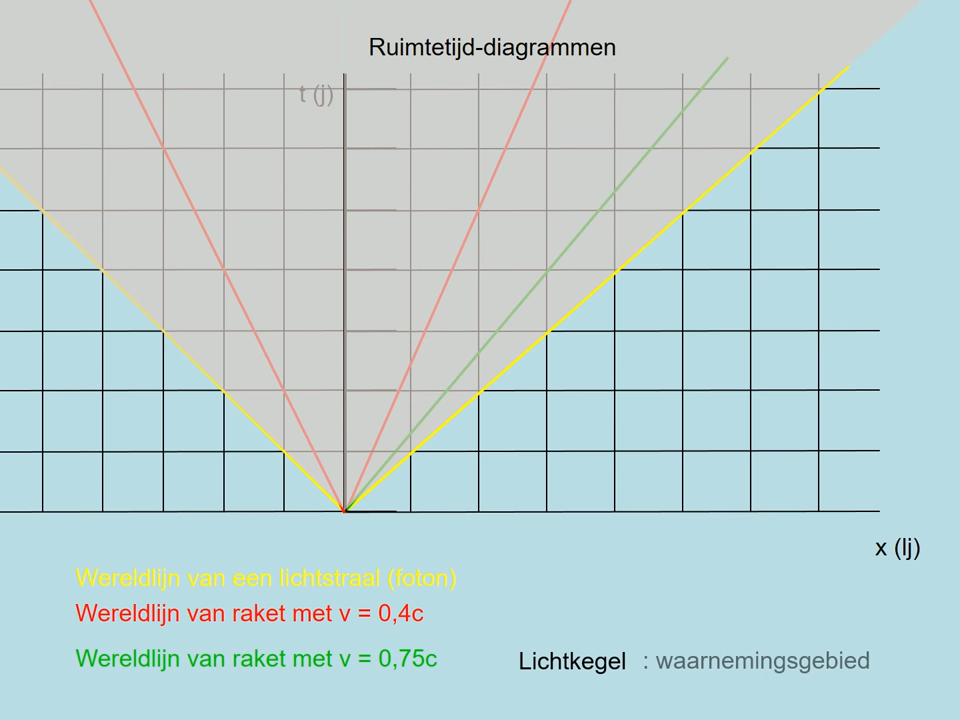 Ruimtetijd-diagrammen
t (j)
x (lj)
Wereldlijn van een lichtstraal (foton)
Wereldlijn van raket met v = 0,4c
Wereldlijn van raket met v = 0,75c
Lichtkegel : waarnemingsgebied